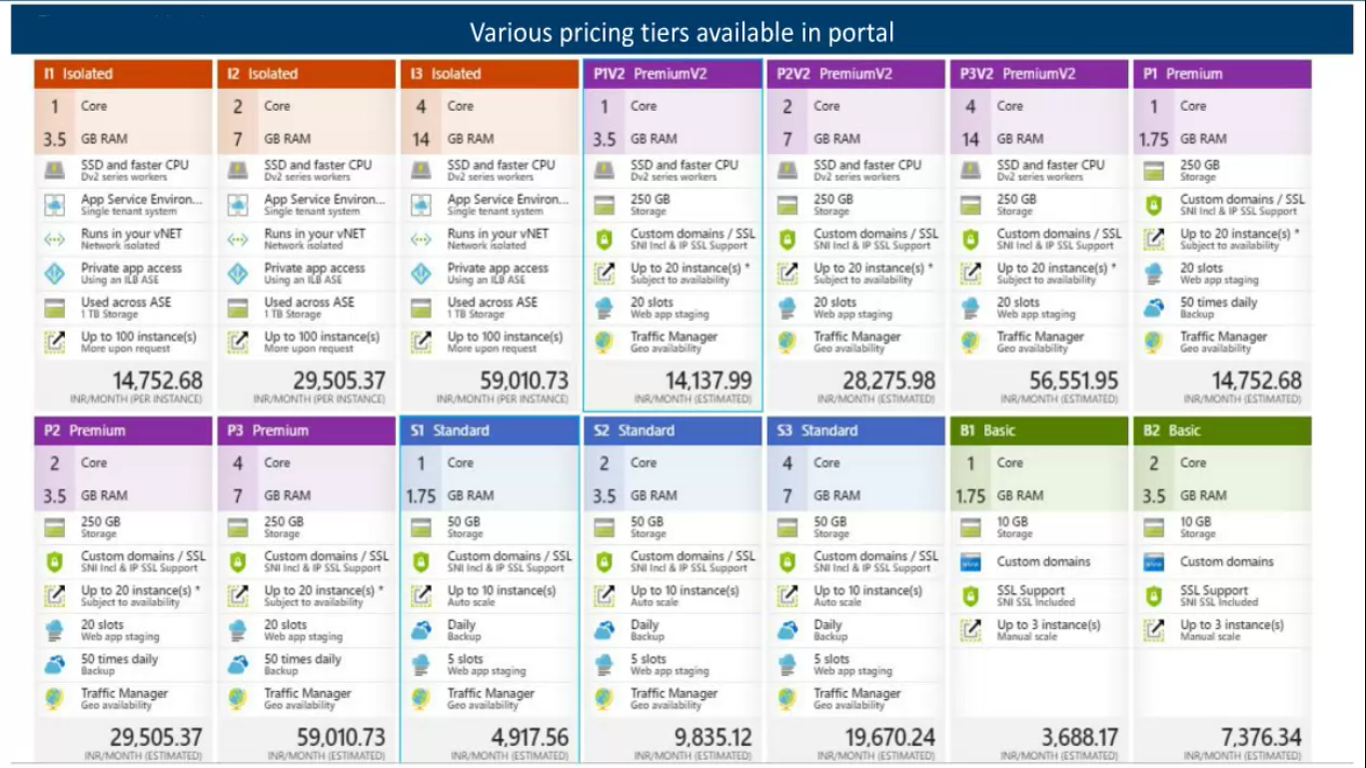 Various pricing tiers available in portal
I1 Isolated
1 Core
3.5 GB RAM
SSD and faster CPU
Dv2 series workers
App Service Environ...
Single tenant system
Runs in your vNET
Network isolated
Private app access
Using an ILB ASE
Used across ASE
1 TB Storage
Up to 100 instance(s)
More upon request
14,752.68
INR/MONTH (PER INSTANCE)
I2 Isolated
2 Core
7 GB RAM
SSD and faster CPU
Dv2 series workers
App Service Environ...
Single tenant system
Runs in your vNET
Network isolated
Private app access
Using an ILB ASE
Used across ASE
1 TB Storage
Up to 100 instance(s)
More upon request
29,505.37
INR/MONTH (PER INSTANCE)
I3 Isolated
4 Core
14 GB RAM
SSD and faster CPU
Dv2 series workers
App Service Environ...
Single tenant system
Runs in your vNET
Network isolated
Private app access
Using an ILB ASE
Used across ASE
1 TB Storage
Up to 100 instance(s)
More upon request
59,010.73
INR/MONTH (PER INSTANCE)
P1V2 PremiumV2
1 Core
3.5 GB RAM
SSD and faster CPU
Dv2 series workers
250 GB
Storage
Custom domains / SSL
SNI Incl & IP SSL Support
Up to 20 instance(s) *
Subject to availability
20 slots
Web app staging
Traffic Manager
Geo availability
14,137.99
INR/MONTH (ESTIMATED)
P2V2 PremiumV2
2 Core
7 GB RAM
SSD and faster CPU
Dv2 series workers
250 GB
Storage
Custom domains / SSL
SNI Incl & IP SSL Support
Up to 20 instance(s) *
Subject to availability
20 slots
Web app staging
Traffic Manager
Geo availability
28,275.98
INR/MONTH (ESTIMATED)
P3V2 PremiumV2
4 Core
14 GB RAM
SSD and faster CPU
Dv2 series workers
250 GB
Storage
Custom domains / SSL
SNI Incl & IP SSL Support
Up to 20 instance(s) *
Subject to availability
20 slots
Web app staging
Traffic Manager
Geo availability
56,551.95
INR/MONTH (ESTIMATED)
P1 Premium
1 Core
1.75 GB RAM
250 GB
Storage
Custom domains / SSL
SNI Incl & IP SSL Support
Up to 20 instance(s) *
Subject to availability
20 slots
Web app staging
50 times daily
Backup
Traffic Manager
Geo availability
14,752.68
INR/MONTH (ESTIMATED)
P2 Premium
2 Core
3.5 GB RAM
250 GB
Storage
Custom domains / SSL
SNI Incl & IP SSL Support
Up to 20 instance(s) *
Subject to availability
20 slots
Web app staging
50 times daily
Backup
Traffic Manager
Geo availability
29,505.37
INR/MONTH (ESTIMATED)
P3 Premium
4 Core
7 GB RAM
250 GB
Storage
Custom domains / SSL
SNI Incl & IP SSL Support
Up to 20 instance(s) *
Subject to availability
20 slots
Web app staging
50 times daily
Backup
Traffic Manager
Geo availability
59,010.73
INR/MONTH (ESTIMATED)
S1 Standard
1 Core
1.75 GB RAM
50 GB
Storage
Custom domains / SSL
SNI Incl & IP SSL Support
Up to 10 instance(s)
Auto scale
Daily
Backup
5 slots
Web app staging
Traffic Manager
Geo availability
4,917.56
INR/MONTH (ESTIMATED)
S2 Standard
2 Core
3.5 GB RAM
50 GB
Storage
Custom domains / SSL
SNI Incl & IP SSL Support
Up to 10 instance(s)
Auto scale
Daily
Backup
5 slots
Web app staging
Traffic Manager
Geo availability
9,835.12
INR/MONTH (ESTIMATED)
S3 Standard
4 Core
7 GB RAM
50 GB
Storage
Custom domains / SSL
SNI Incl & IP SSL Support
Up to 10 instance(s)
Auto scale
Daily
Backup
5 slots
Web app staging
Traffic Manager
Geo availability
19,670.24
INR/MONTH (ESTIMATED)
B1 Basic
1 Core
1.75 GB RAM
10 GB
Storage
Custom domains
SSL Support
SNI SSL Included
Up to 3 instance(s)
Manual scale
3,688.17
INR/MONTH (ESTIMATED)
B2 Basic
2 Core
3.5 GB RAM
10 GB
Storage
Custom domains
SSL Support
SNI SSL Included
Up to 3 instance(s)
Manual scale
7,376.34
INR/MONTH (ESTIMATED)